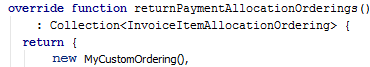 override function returnPaymentAllocationOrderings()
: Collection<InvoiceItemAllocationOrdering> {
return {
new MyCustomOrdering(),